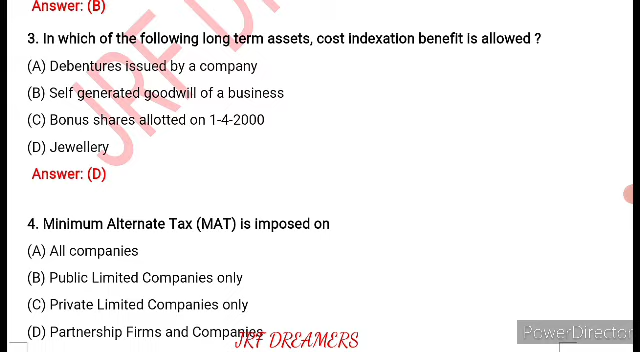 Answer: (B)
3. In which of the following long term assets, cost indexation benefit is allowed ?
(A) Debentures issued by a company
(B) Self generated goodwill of a business
(C) Bonus shares allotted on 1-4-2000
(D) Jewellery
Answer: (D)
4. Minimum Alternate Tax (MAT) is imposed on
(A) All companies
(B) Public Limited Companies only
(C) Private Limited Companies only
(D) Partnership Firms and Companies
JRF DREAMERS
PowerDirector